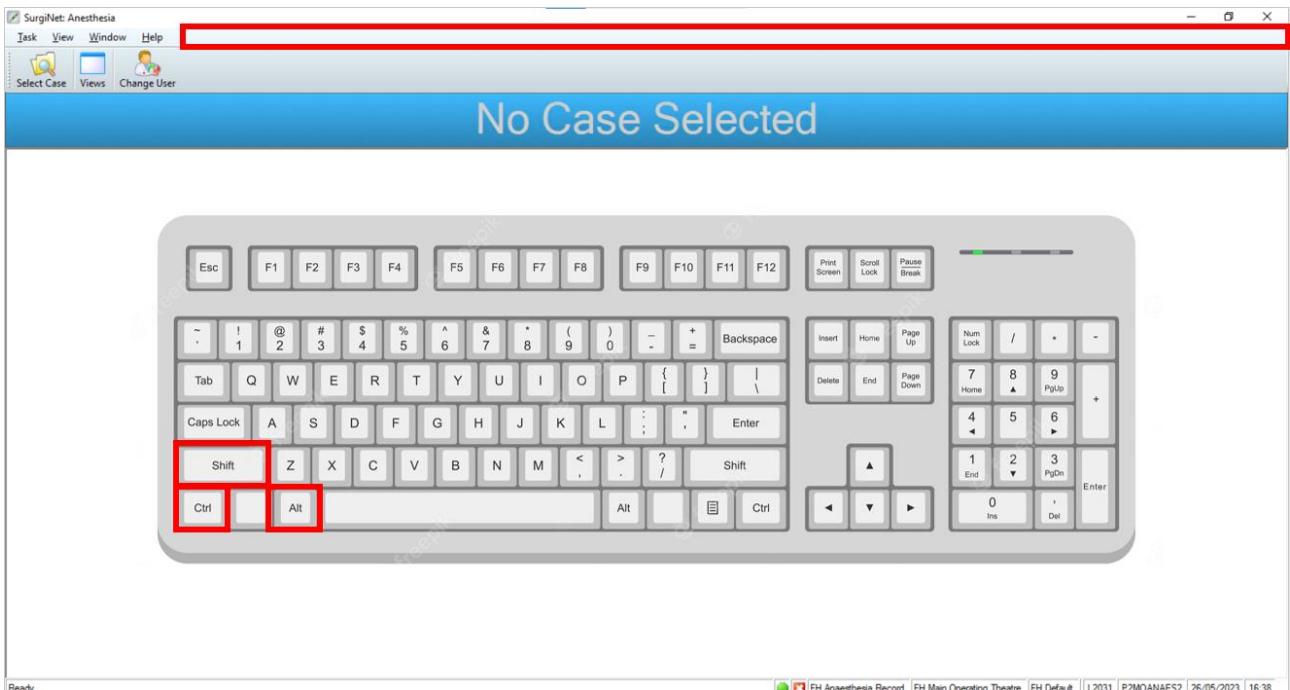 SurgiNet: Anesthesia
Task View Window Help
Select Case Views Change User
No Case Selected
Esc F1 F2 F3 F4 F5 F6 F7 F8 F9 F10 F11 F12 Print Screen Scroll Lock Pause Break
~ ! @ # $ % ^ & * ( ) _ +
` 1 2 3 4 5 6 7 8 9 0 - = Backspace Insert Home Page Up Num Lock / * -
Tab Q W E R T Y U I O P { [ } ] | \ Delete End Page Down 7 Home 8 ▲ 9 PgUp +
Caps Lock A S D F G H J K L : ; " ' Enter 4 ◄ 5 6 ►
Shift Z X C V B N M < , > . ? / Shift ▲ 1 End 2 ▼ 3 PgDn Enter
Ctrl Alt Alt Ctrl ◄ ▼ ► 0 Ins , Del
Ready FH Anaesthesia Record FH Main Operating Theatre FH Default L2031 P2MOANAES2 26/05/2023 16:38